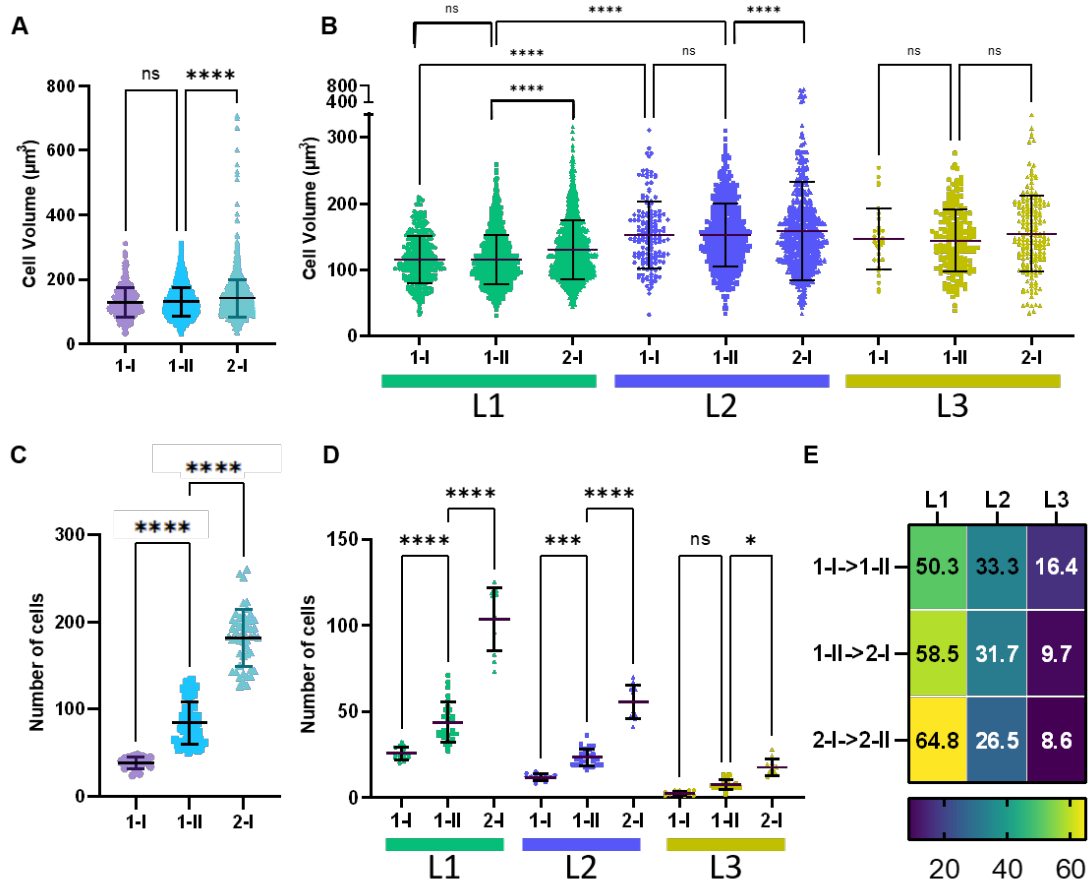 A
ns
****
Cell Volume (µm³)
800
600
400
200
0
1-I
1-II
2-I
B
ns
****
****
****
ns
****
ns
ns
Cell Volume (µm³)
800
400
300
200
100
0
1-I
1-II
2-I
1-I
1-II
2-I
1-I
1-II
2-I
L1
L2
L3
C
****
****
Number of cells
300
200
100
0
1-I
1-II
2-I
D
****
****
****
***
ns
*
Number of cells
150
100
50
0
1-I
1-II
2-I
1-I
1-II
2-I
1-I
1-II
2-I
L1
L2
L3
E
L1 L2 L3
1-I->1-II 50.3 33.3 16.4
1-II->2-I 58.5 31.7 9.7
2-I->2-II 64.8 26.5 8.6
20 40 60